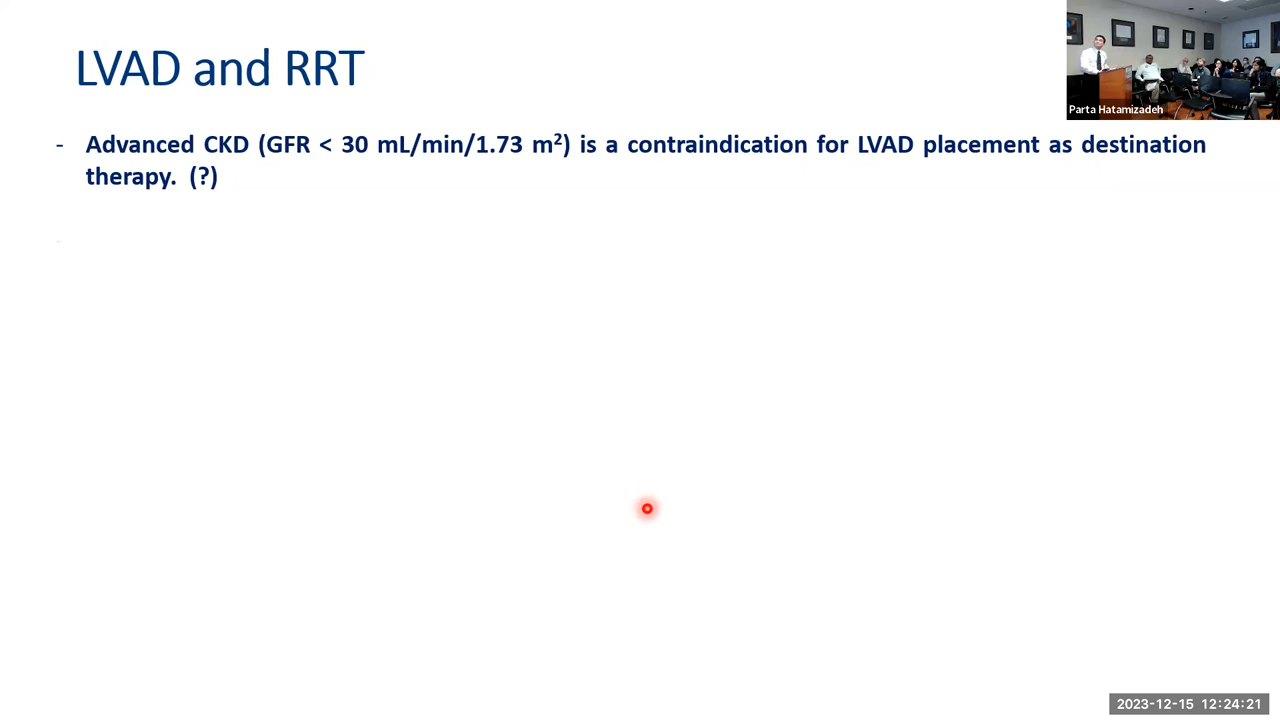 LVAD and RRT
Parta Hatamizadeh
- Advanced CKD (GFR < 30 mL/min/1.73 m²) is a contraindication for LVAD placement as destination
therapy. (?)
-
2023-12-15 12:24:21